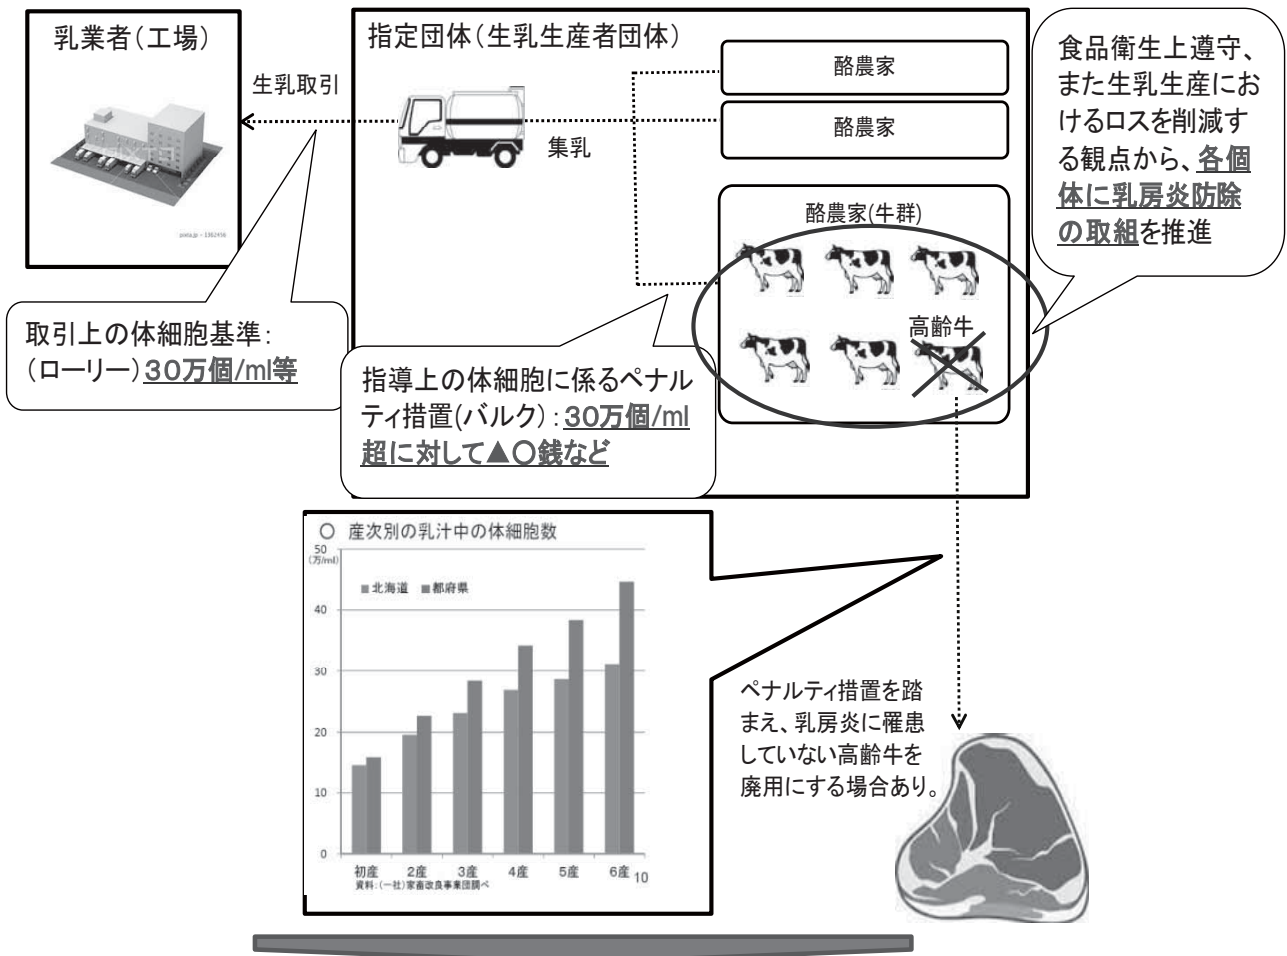 乳業者(工場)
指定団体(生乳生産者団体)
生乳取引
集乳
酪農家
酪農家
酪農家(牛群)
高齢牛
食品衛生上遵守、
また生乳生産にお
けるロスを削減す
る観点から、各個
体に乳房炎防除
の取組を推進
取引上の体細胞基準:
(ローリー)30万個/ml等
指導上の体細胞に係るペナル
ティ措置(バルク):30万個/ml
超に対して▲〇銭など
〇 産次別の乳汁中の体細胞数
(万/ml)
50
40
30
20
10
0
■北海道 ■都府県
初産 2産 3産 4産 5産 6産
資料:(一社)家畜改良事業団調べ
10
ペナルティ措置を踏
まえ、乳房炎に罹患
していない高齢牛を
廃用にする場合あり。